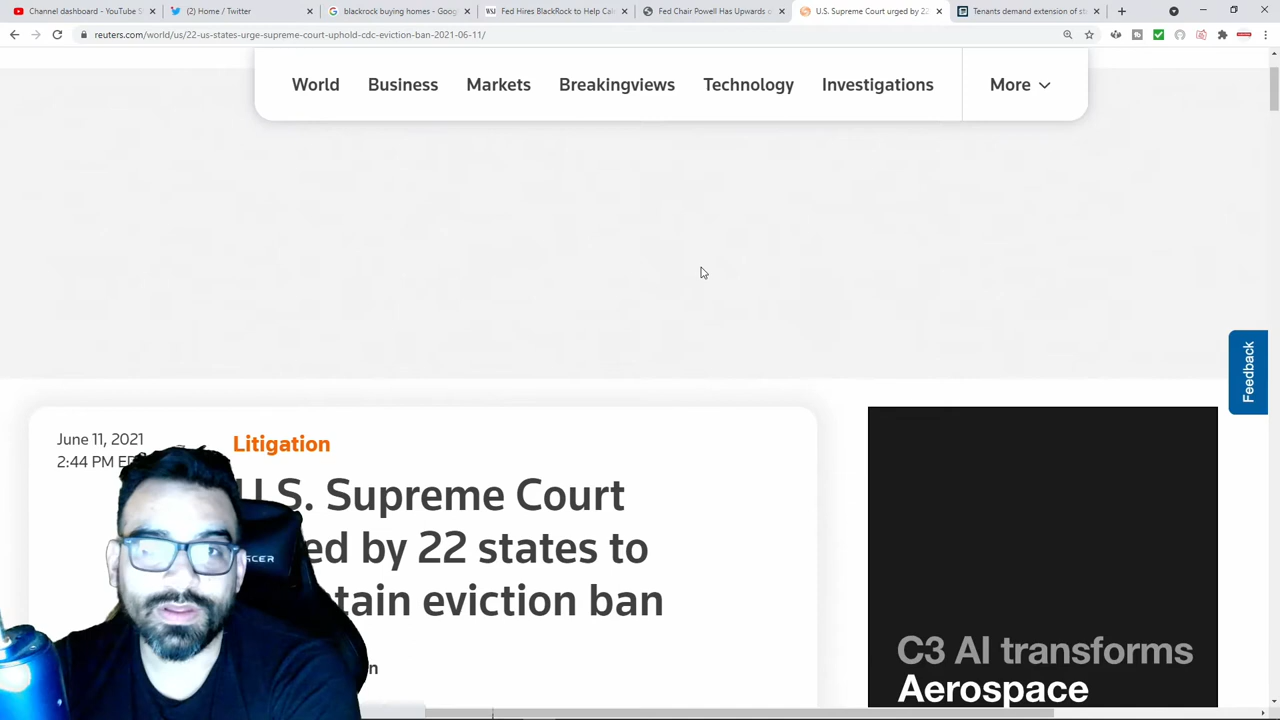 Channel dashboard - YouTube S
(2) Home / Twitter
blackrock buying homes - Goog
Fed Hires BlackRock to Help Cal
Fed Chair Powell Has Upwards o
U.S. Supreme Court urged by 22
Tenants demand extension of st
reuters.com/world/us/22-us-states-urge-supreme-court-uphold-cdc-eviction-ban-2021-06-11/
World Business Markets Breakingviews Technology Investigations More
Feedback
June 11, 2021
2:44 PM
Litigation
U.S. Supreme Court
ed by 22 states to
tain eviction ban
n
C3 AI transforms
Aerospace